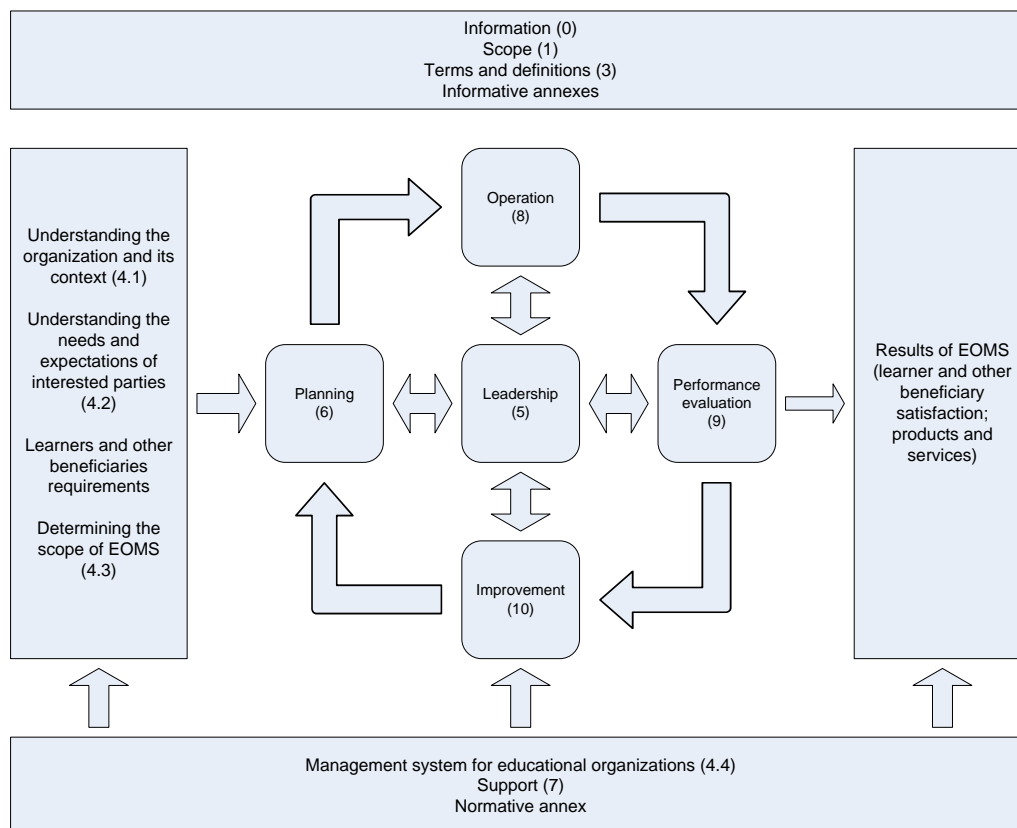 Information (0)
Scope (1)
Terms and definitions (3)
Informative annexes
Understanding the
organization and its
context (4.1)
Understanding the
needs and
expectations of
interested parties
(4.2)
Learners and other
beneficiaries
requirements
Determining the
scope of EOMS
(4.3)
Operation
(8)
Planning
(6)
Leadership
(5)
Performance
evaluation
(9)
Improvement
(10)
Results of EOMS
(learner and other
beneficiary
satisfaction;
products and
services)
Management system for educational organizations (4.4)
Support (7)
Normative annex